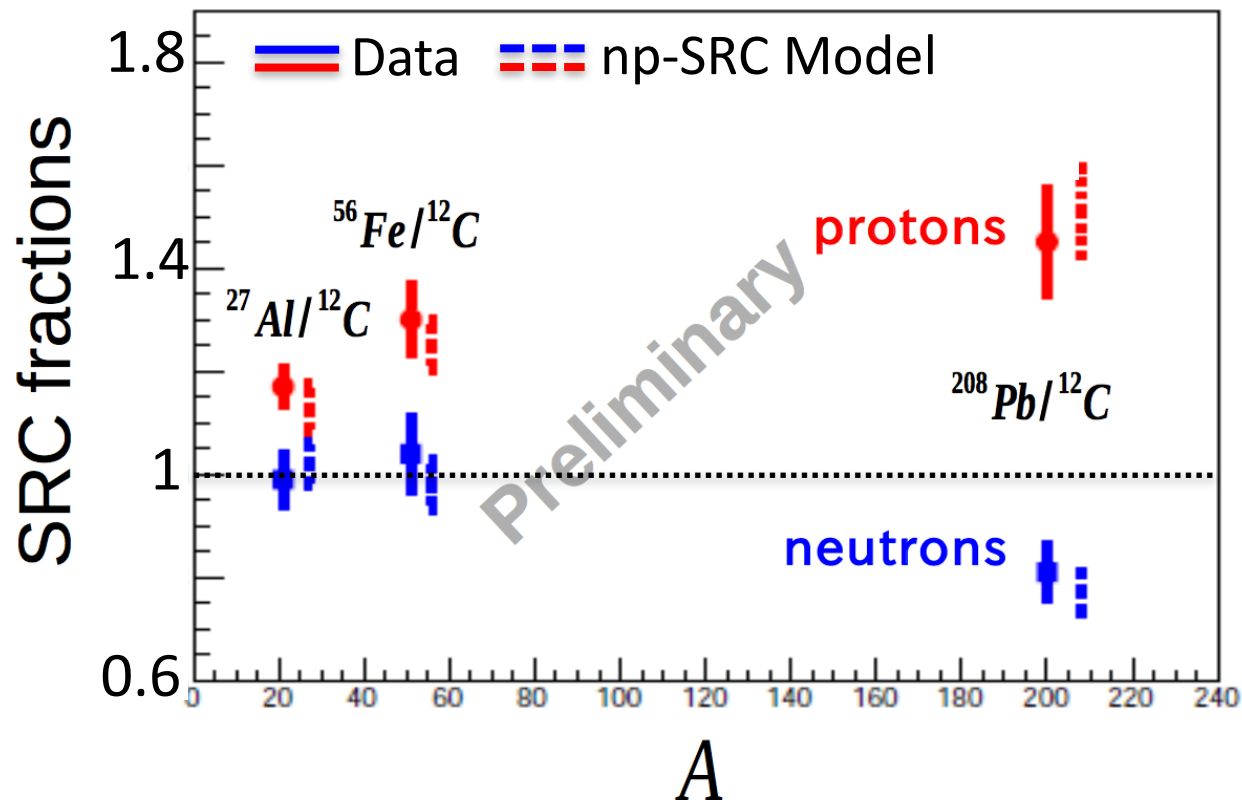 1.8
Data
np-SRC Model
⁵⁶Fe/¹²C
protons
1.4
²⁷Al/¹²C
SRC fractions
Preliminary
²⁰⁸Pb/¹²C
1
neutrons
0.6
0 20 40 60 80 100 120 140 160 180 200 220 240
A